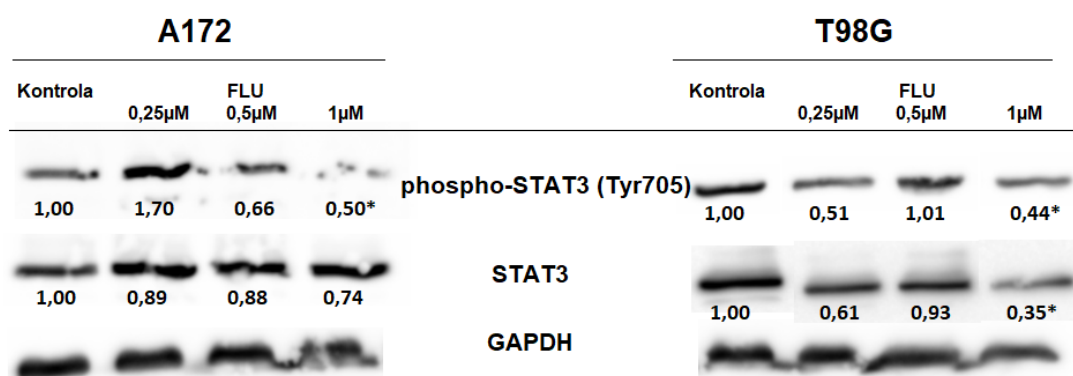 A172 T98G
Kontrola FLU Kontrola FLU
0,25µM 0,5µM 1µM 0,25µM 0,5µM 1µM
phospho-STAT3 (Tyr705)
1,00 1,70 0,66 0,50* 1,00 0,51 1,01 0,44*
STAT3
1,00 0,89 0,88 0,74 1,00 0,61 0,93 0,35*
GAPDH